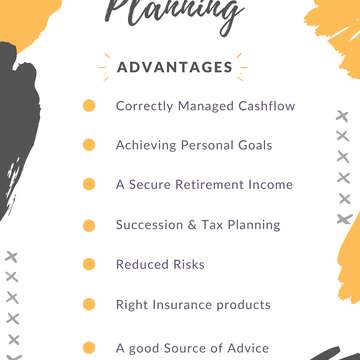 Planning
ADVANTAGES
Correctly Managed Cashflow
Achieving Personal Goals
A Secure Retirement Income
Succession & Tax Planning
Reduced Risks
Right Insurance products
A good Source of Advice